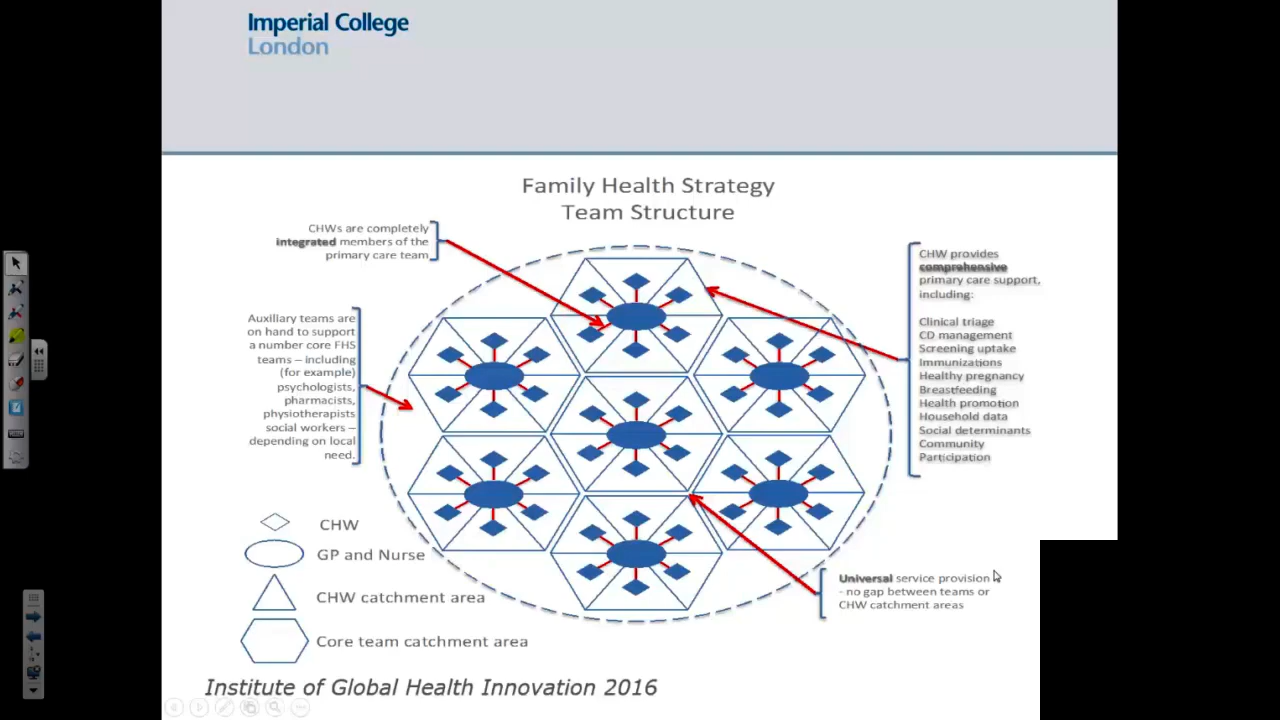 Imperial College
London
Family Health Strategy
Team Structure
CHWs are completely
integrated members of the
primary care team
Auxillary teams are
on hand to support
a number core FHS
teams – including
(for example)
psychologists,
pharmacists,
physiotherapists
social workers –
depending on local
need.
CHW provides
comprehensive
primary care support,
including:
Clinical triage
CD management
Screening uptake
Immunizations
Healthy pregnancy
Breastfeeding
Health promotion
Household data
Social determinants
Community
Participation
CHW
GP and Nurse
CHW catchment area
Core team catchment area
Universal service provision
- no gap between teams or
CHW catchment areas
Institute of Global Health Innovation 2016